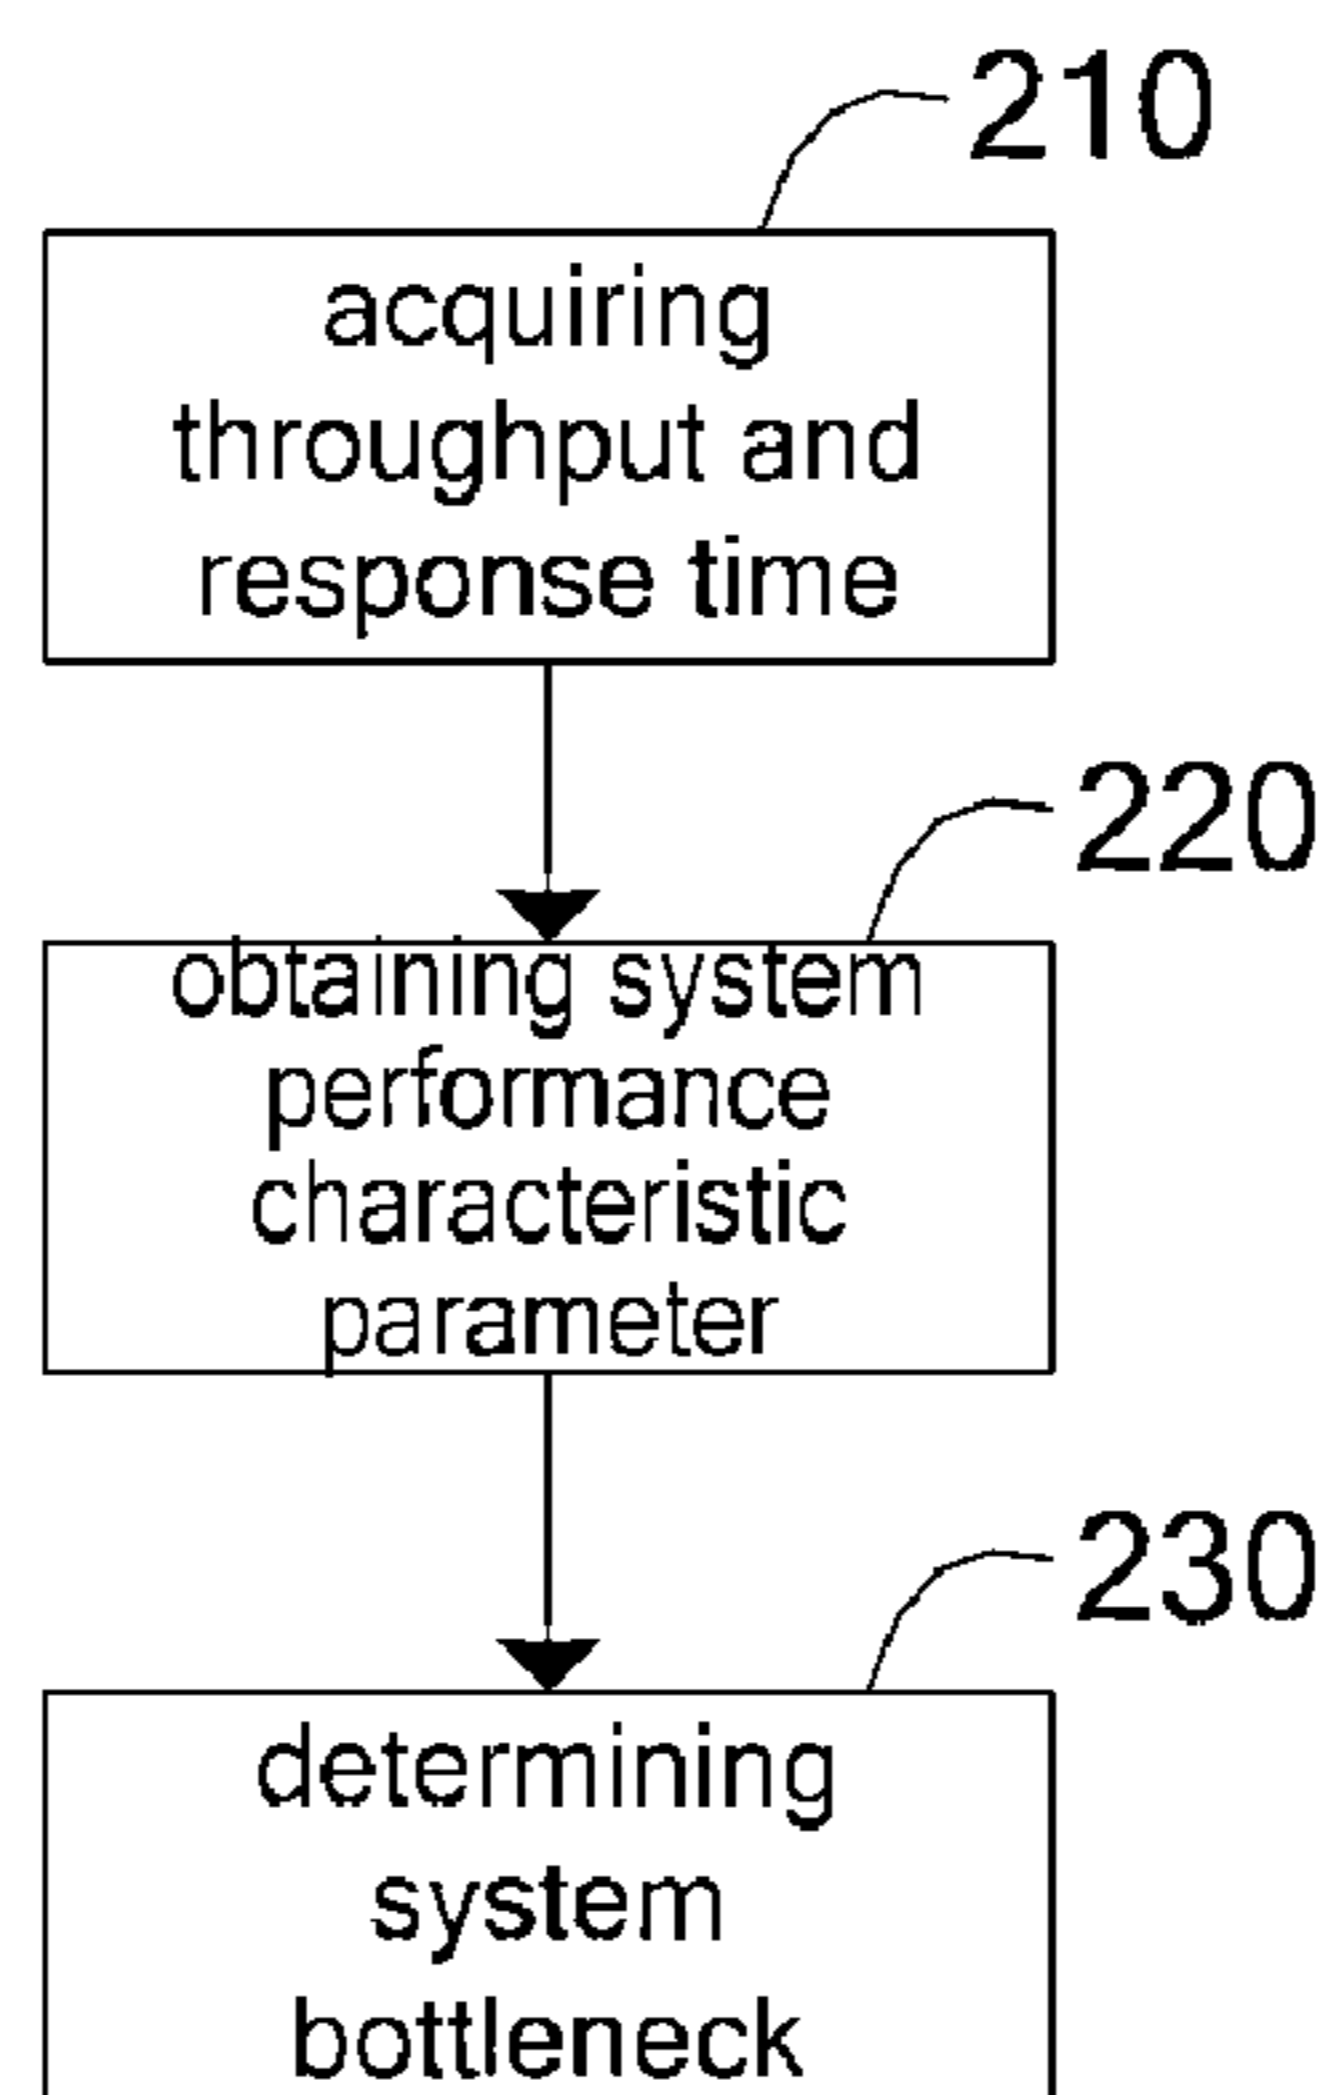 210
acquiring
throughput and
response time
220
obtaining system
performance
characteristic
parameter
230
determining
system
bottleneck